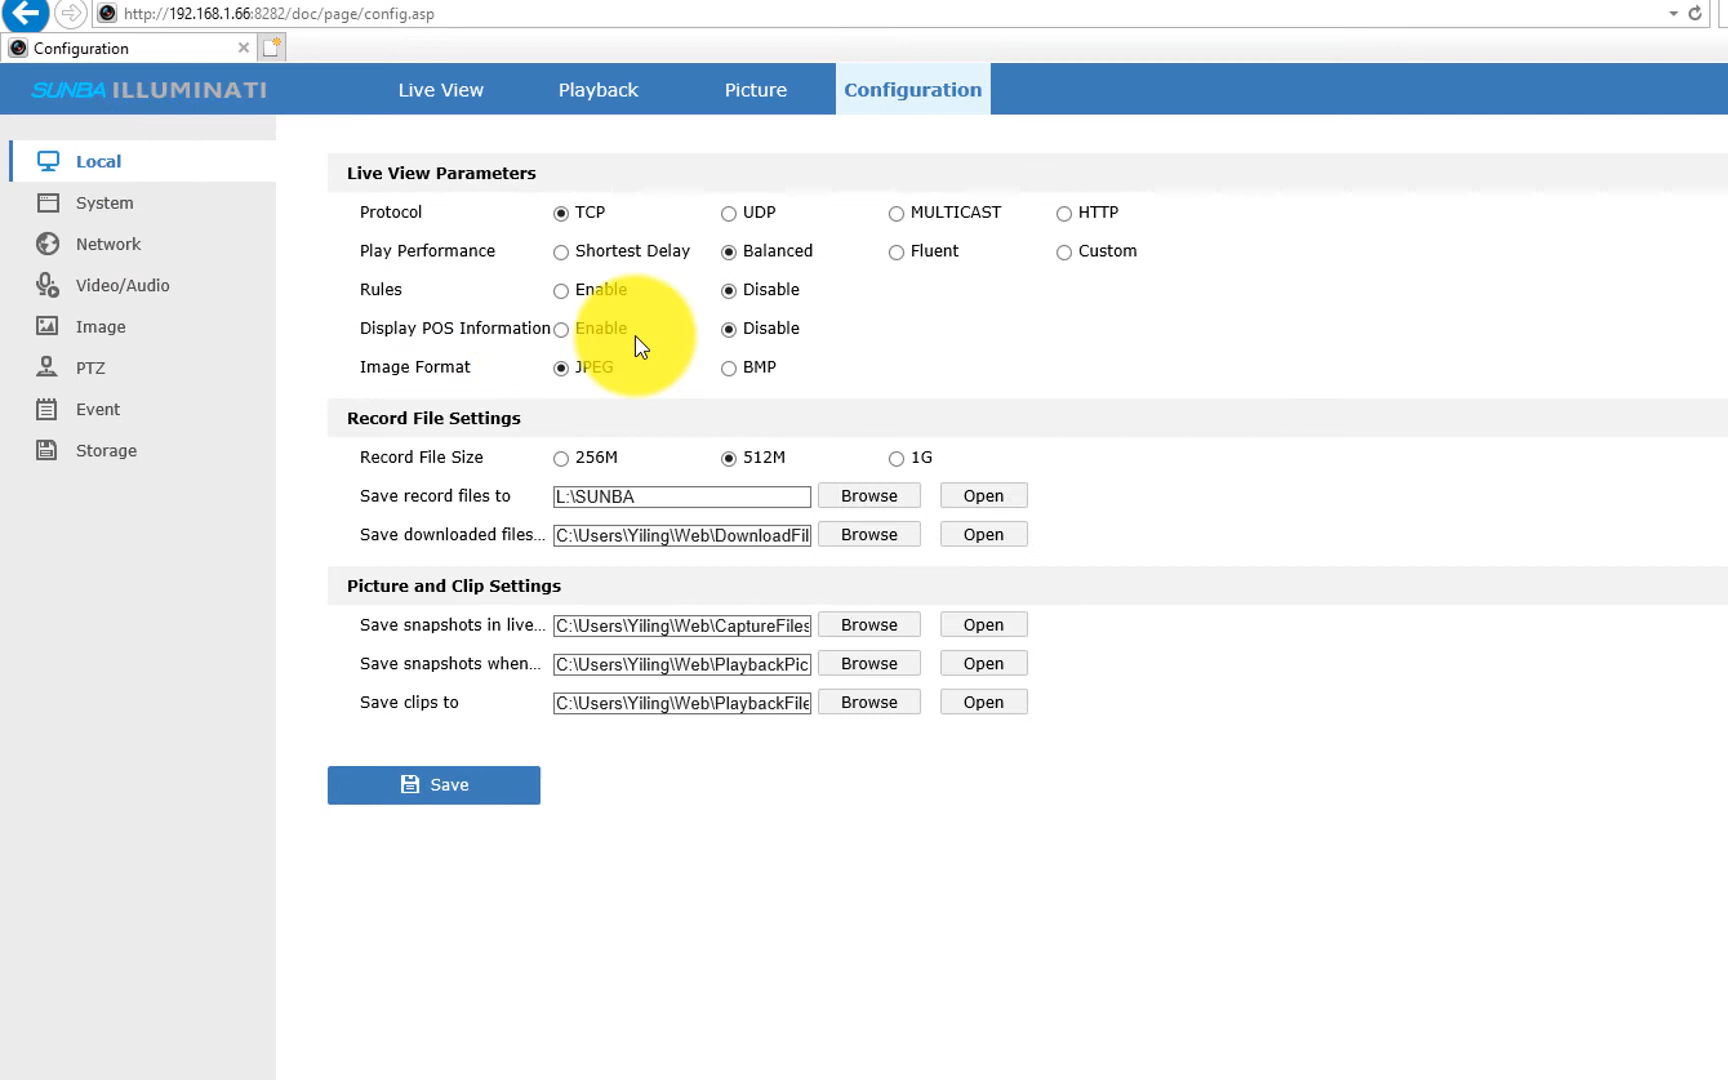 http://192.168.1.66:8282/doc/page/config.asp
Configuration
SUNBA ILLUMINATI Live View Playback Picture Configuration
Local
System
Network
Video/Audio
Image
PTZ
Event
Storage
Live View Parameters
Protocol TCP UDP MULTICAST HTTP
Play Performance Shortest Delay Balanced Fluent Custom
Rules Enable Disable
Display POS Information Enable Disable
Image Format JPEG BMP
Record File Settings
Record File Size 256M 512M 1G
Save record files to L:\SUNBA Browse Open
Save downloaded files... C:\Users\Yiling\Web\DownloadFil Browse Open
Picture and Clip Settings
Save snapshots in live... C:\Users\Yiling\Web\CaptureFiles Browse Open
Save snapshots when... C:\Users\Yiling\Web\PlaybackPic Browse Open
Save clips to C:\Users\Yiling\Web\PlaybackFile Browse Open
Save